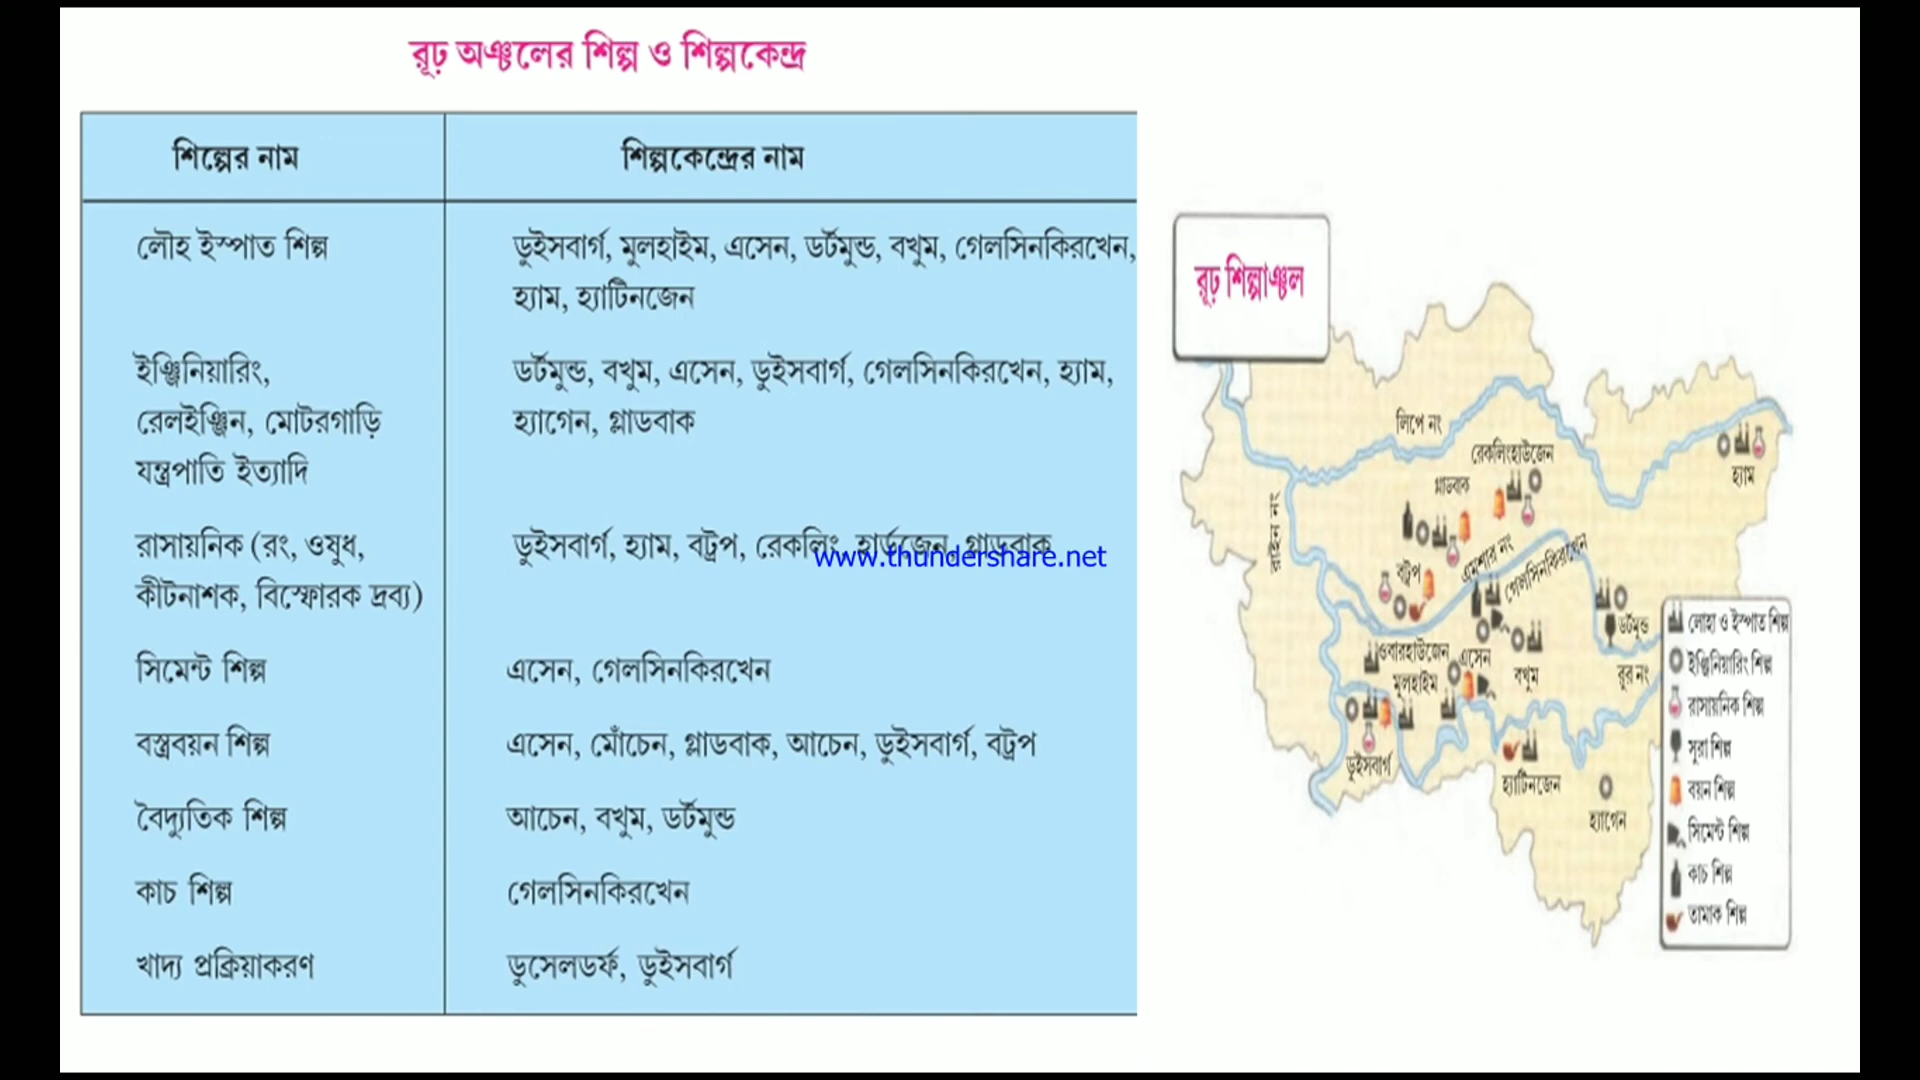 রূঢ় অঞ্চলের শিল্প ও শিল্পকেন্দ্র
শিল্পের নাম
শিল্পকেন্দ্রের নাম
লৌহ ইস্পাত শিল্প
ডুইসবার্গ, মুলহাইম, এসেন, ডর্টমুন্ড, বখুম, গেলসিনকিরখেন,
হ্যাম, হ্যাটিনজেন
ইঞ্জিনিয়ারিং,
রেলইঞ্জিন, মোটরগাড়ি
যন্ত্রপাতি ইত্যাদি
ডর্টমুন্ড, বখুম, এসেন, ডুইসবার্গ, গেলসিনকিরখেন, হ্যাম,
হ্যাগেন, গ্লাডবাক
রাসায়নিক (রং, ওষুধ,
কীটনাশক, বিস্ফোরক দ্রব্য)
ডুইসবার্গ, হ্যাম, বট্রপ, রেকলিং হার্ডজেন, গ্লাডবাক
www.thundershare.net
সিমেন্ট শিল্প
এসেন, গেলসিনকিরখেন
বস্ত্রবয়ন শিল্প
এসেন, মোঁচেন, গ্লাডবাক, আচেন, ডুইসবার্গ, বট্রপ
বৈদ্যুতিক শিল্প
আচেন, বখুম, ডর্টমুন্ড
কাচ শিল্প
গেলসিনকিরখেন
খাদ্য প্রক্রিয়াকরণ
ডুসেলডর্ফ, ডুইসবার্গ
রূঢ় শিল্পাঞ্চল
লিপে নং
রেকলিংহাউজেন
হ্যাম
গ্লাডবাক
রাইন নং
এমশার নং
গেলসিনকিরখেন
বট্রপ
ডর্টমুন্ড
ওবারহাউজেন
এসেন
মুলহাইম
বখুম
রুর নং
ডুইসবার্গ
হ্যাটিনজেন
হ্যাগেন
লোহা ও ইস্পাত শিল্প
ইঞ্জিনিয়ারিং শিল্প
রাসায়নিক শিল্প
সুরা শিল্প
বয়ন শিল্প
সিমেন্ট শিল্প
কাচ শিল্প
তামাক শিল্প